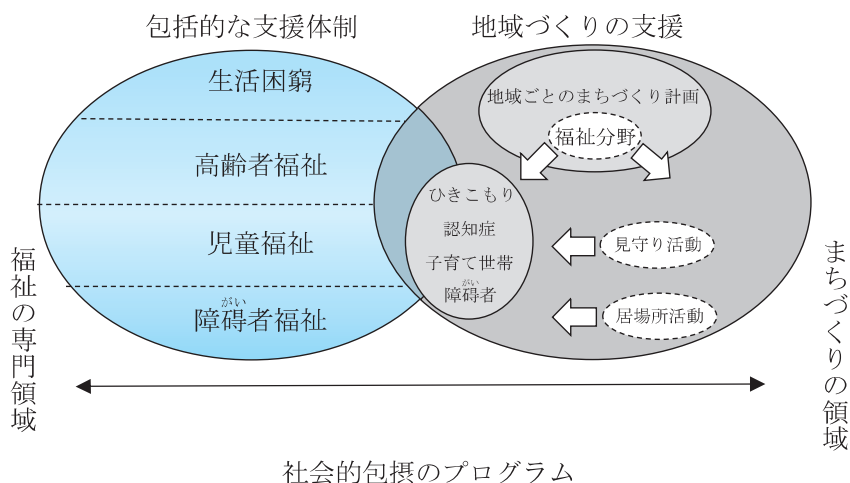 包括的な支援体制
地域づくりの支援
生活困窮
高齢者福祉
児童福祉
がい
障碍者福祉
地域ごとのまちづくり計画
福祉分野
ひきこもり
認知症
子育て世帯
がい
障碍者
見守り活動
居場所活動
福祉の専門領域
まちづくりの領域
社会的包摂のプログラム